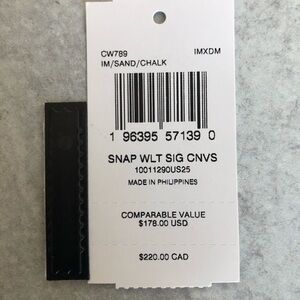 CW789 IMXDM
IM/SAND/CHALK
1 96395 57139 0
SNAP WLT SIG CNVS
10011290US25
MADE IN PHILIPPINES
COMPARABLE VALUE
$178.00 USD
$220.00 CAD